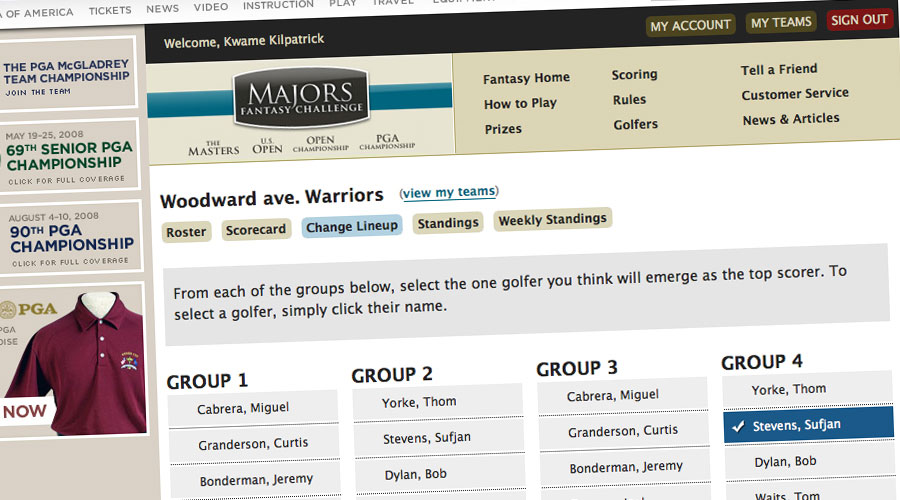 A OF AMERICA TICKETS NEWS VIDEO INSTRUCTION PLAY TRAVEL EQUIPMENT
Welcome, Kwame Kilpatrick
MY ACCOUNT
MY TEAMS
SIGN OUT
THE PGA McGLADREY
TEAM CHAMPIONSHIP
JOIN THE TEAM
MAY 19-25, 2008
69TH SENIOR PGA
CHAMPIONSHIP
CLICK FOR FULL COVERAGE
AUGUST 4-10, 2008
90TH PGA
CHAMPIONSHIP
CLICK FOR FULL COVERAGE
PGA
PGA
DISE
NOW
MAJORS
FANTASY CHALLENGE
THE MASTERS
U.S. OPEN
OPEN CHAMPIONSHIP
PGA CHAMPIONSHIP
Fantasy Home
How to Play
Prizes
Scoring
Rules
Golfers
Tell a Friend
Customer Service
News & Articles
Woodward ave. Warriors (view my teams)
Roster
Scorecard
Change Lineup
Standings
Weekly Standings
From each of the groups below, select the one golfer you think will emerge as the top scorer. To
select a golfer, simply click their name.
GROUP 1
Cabrera, Miguel
Granderson, Curtis
Bonderman, Jeremy
GROUP 2
Yorke, Thom
Stevens, Sufjan
Dylan, Bob
GROUP 3
Cabrera, Miguel
Granderson, Curtis
Bonderman, Jeremy
GROUP 4
Yorke, Thom
Stevens, Sufjan
Dylan, Bob
Waits, Tom